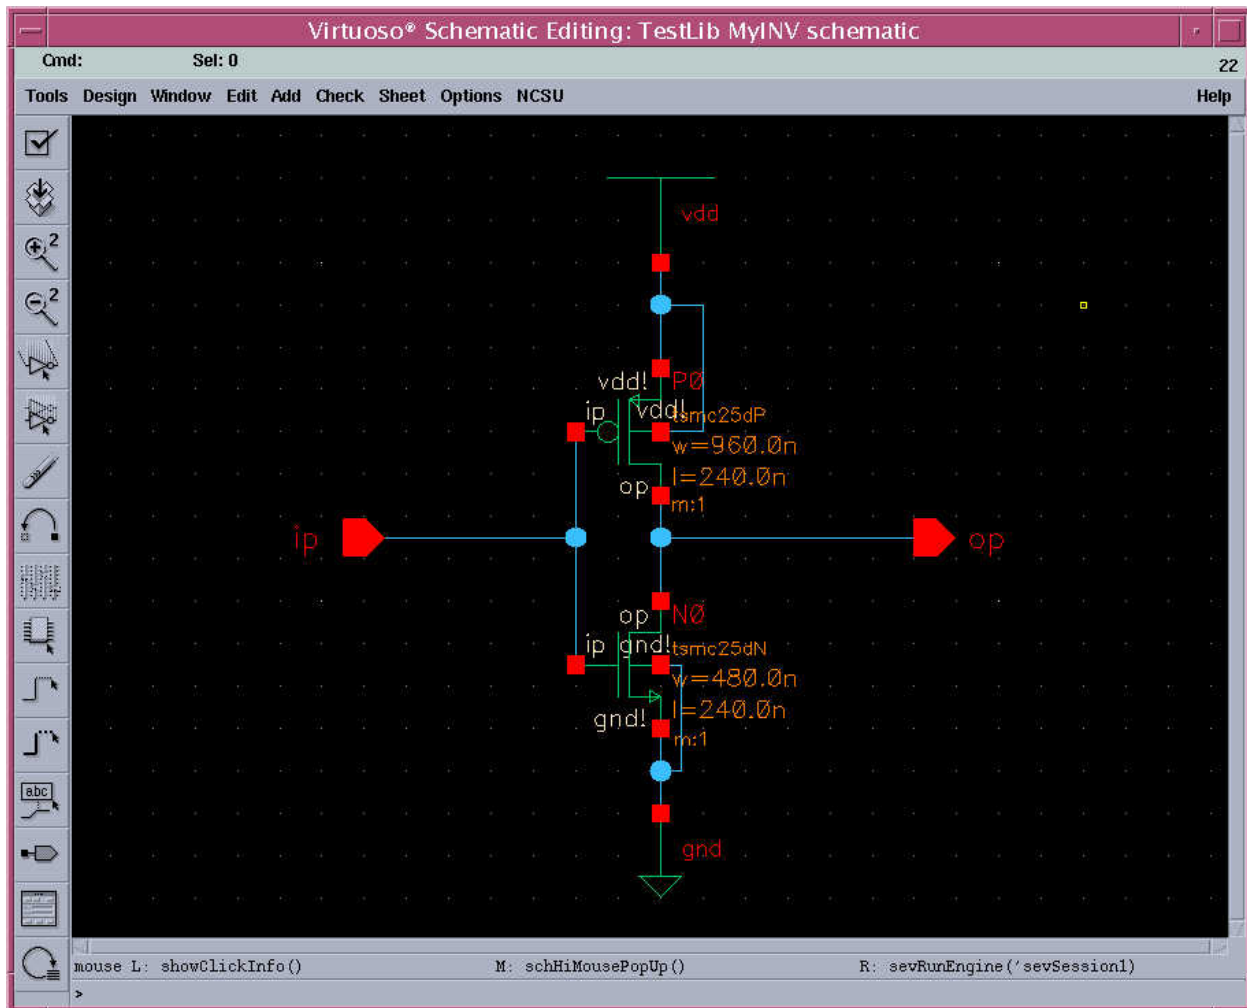 Virtuoso® Schematic Editing: TestLib MyINV schematic
Cmd: Sel: 0 22
Tools Design Window Edit Add Check Sheet Options NCSU Help
vdd
vdd! P0
ip vdd! tsmc25dP
w=960.0n
l=240.0n
op
m:1
ip op
op N0
ip gnd! tsmc25dN
w=480.0n
l=240.0n
gnd!
m:1
gnd
2
2
abc
mouse L: showClickInfo() M: schHiMousePopUp() R: sevRunEngine('sevSession1)
>